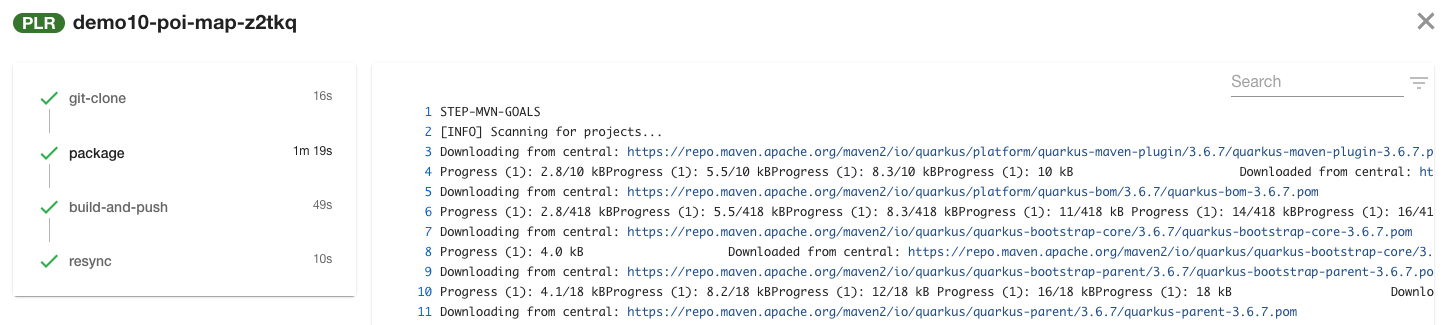 PLR demo10-poi-map-z2tkq
git-clone 16s
package 1m 19s
build-and-push 49s
resync 10s
Search
1 STEP-MVN-GOALS
2 [INFO] Scanning for projects...
3 Downloading from central: https://repo.maven.apache.org/maven2/io/quarkus/platform/quarkus-maven-plugin/3.6.7/quarkus-maven-plugin-3.6.7.p
4 Progress (1): 2.8/10 kBProgress (1): 5.5/10 kBProgress (1): 8.3/10 kBProgress (1): 10 kB Downloaded from central: ht
5 Downloading from central: https://repo.maven.apache.org/maven2/io/quarkus/platform/quarkus-bom/3.6.7/quarkus-bom-3.6.7.pom
6 Progress (1): 2.8/418 kBProgress (1): 5.5/418 kBProgress (1): 8.3/418 kBProgress (1): 11/418 kB Progress (1): 14/418 kBProgress (1): 16/41
7 Downloading from central: https://repo.maven.apache.org/maven2/io/quarkus/quarkus-bootstrap-core/3.6.7/quarkus-bootstrap-core-3.6.7.pom
8 Progress (1): 4.0 kB Downloaded from central: https://repo.maven.apache.org/maven2/io/quarkus/quarkus-bootstrap-core/3.
9 Downloading from central: https://repo.maven.apache.org/maven2/io/quarkus/quarkus-bootstrap-parent/3.6.7/quarkus-bootstrap-parent-3.6.7.po
10 Progress (1): 4.1/18 kBProgress (1): 8.2/18 kBProgress (1): 12/18 kB Progress (1): 16/18 kBProgress (1): 18 kB Downlo
11 Downloading from central: https://repo.maven.apache.org/maven2/io/quarkus/quarkus-parent/3.6.7/quarkus-parent-3.6.7.pom